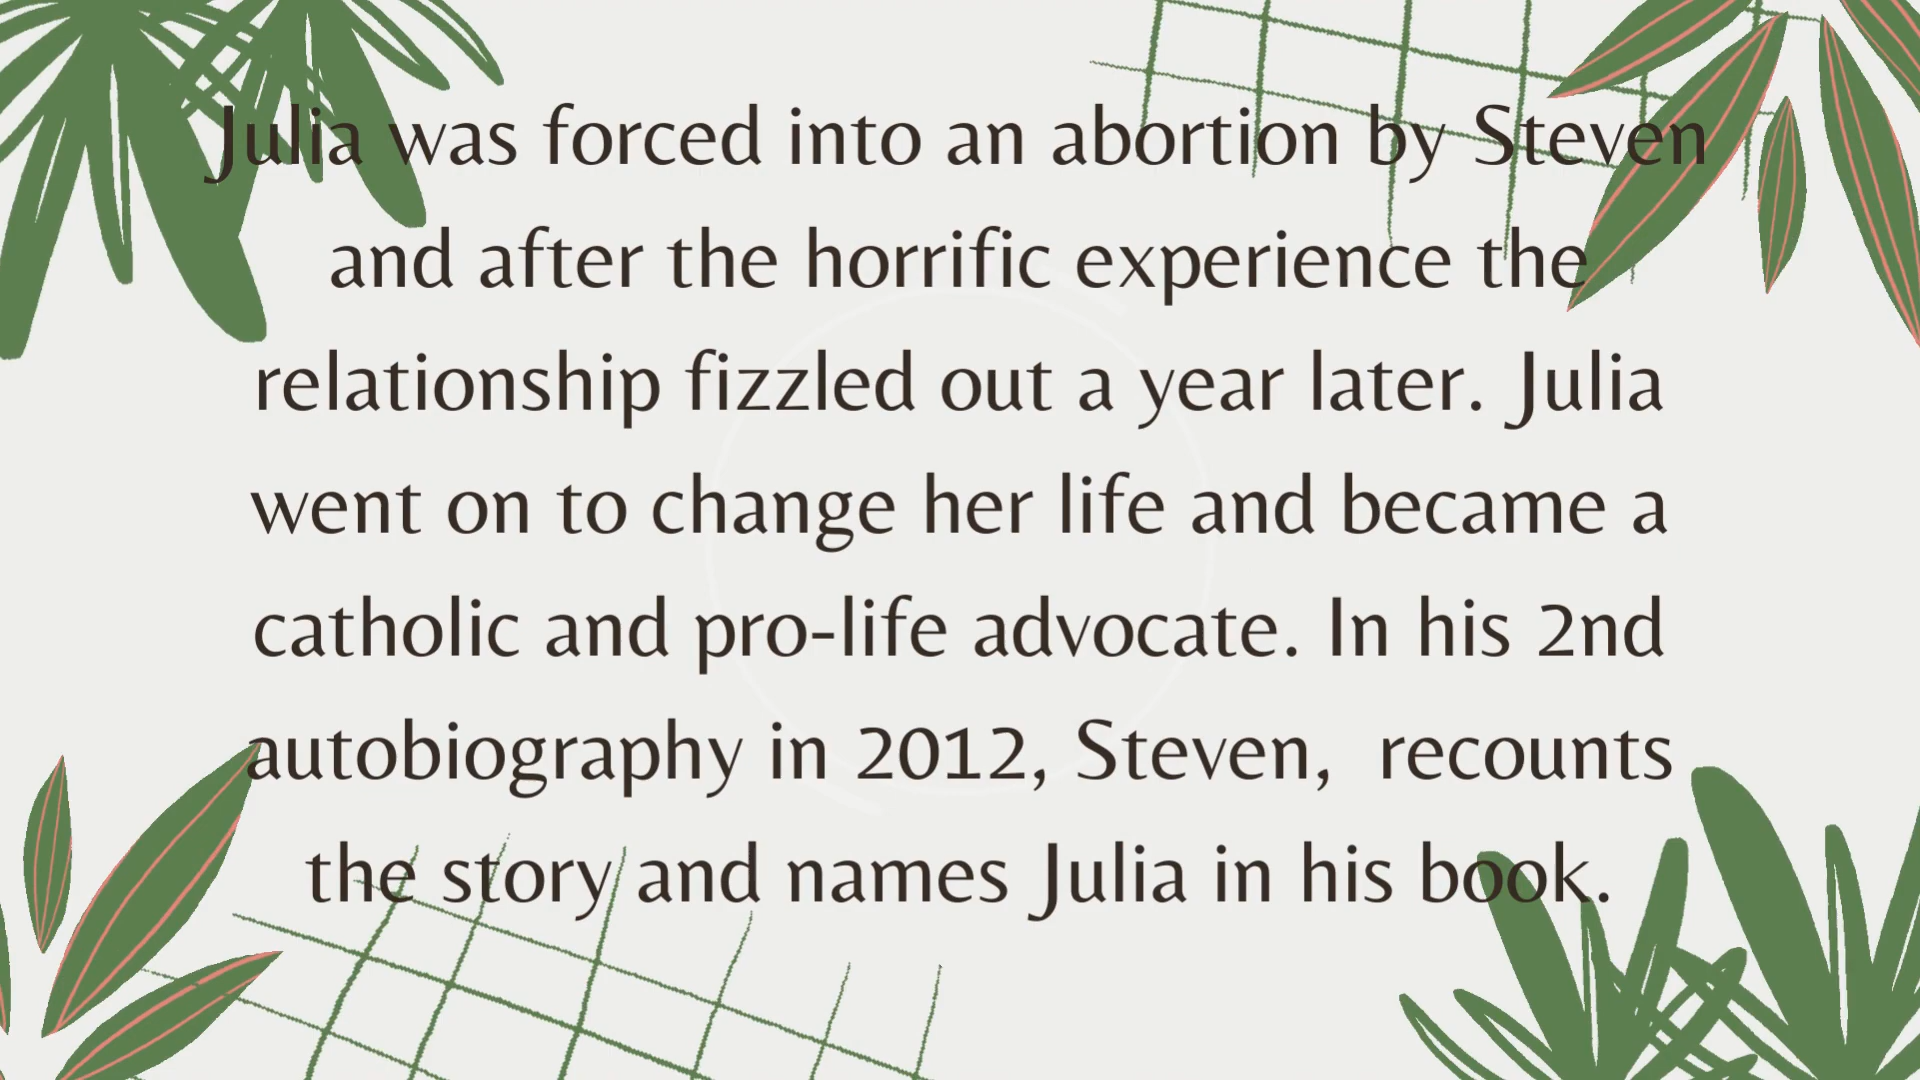 Julia was forced into an abortion by Steven
and after the horrific experience the
relationship fizzled out a year later. Julia
went on to change her life and became a
catholic and pro-life advocate. In his 2nd
autobiography in 2012, Steven,  recounts
the story and names Julia in his book.